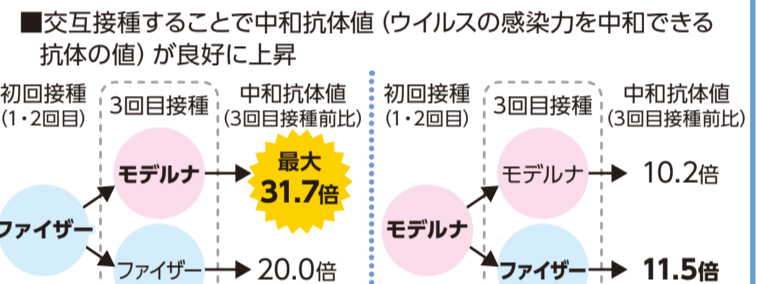 ■交互接種することで中和抗体値（ウイルスの感染力を中和できる
抗体の値）が良好に上昇
初回接種
（1・2回目）
3回目接種
中和抗体値
（3回目接種前比）
ファイザー
モデルナ
最大
31.7倍
ファイザー
20.0倍
初回接種
（1・2回目）
3回目接種
中和抗体値
（3回目接種前比）
モデルナ
モデルナ
10.2倍
ファイザー
11.5倍